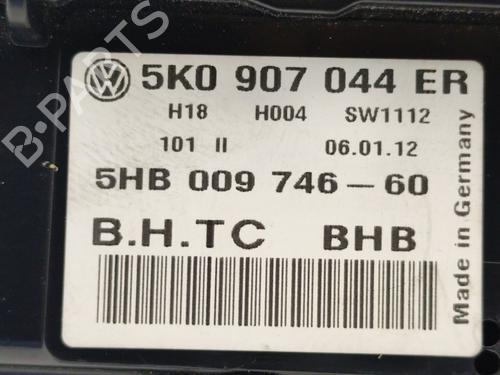 5K0 907 044 ER
H18 H004 SW1112
101 II 06.01.12
5HB 009 746-60
B.H.TC BHB
Made in Germany
B-PARTS